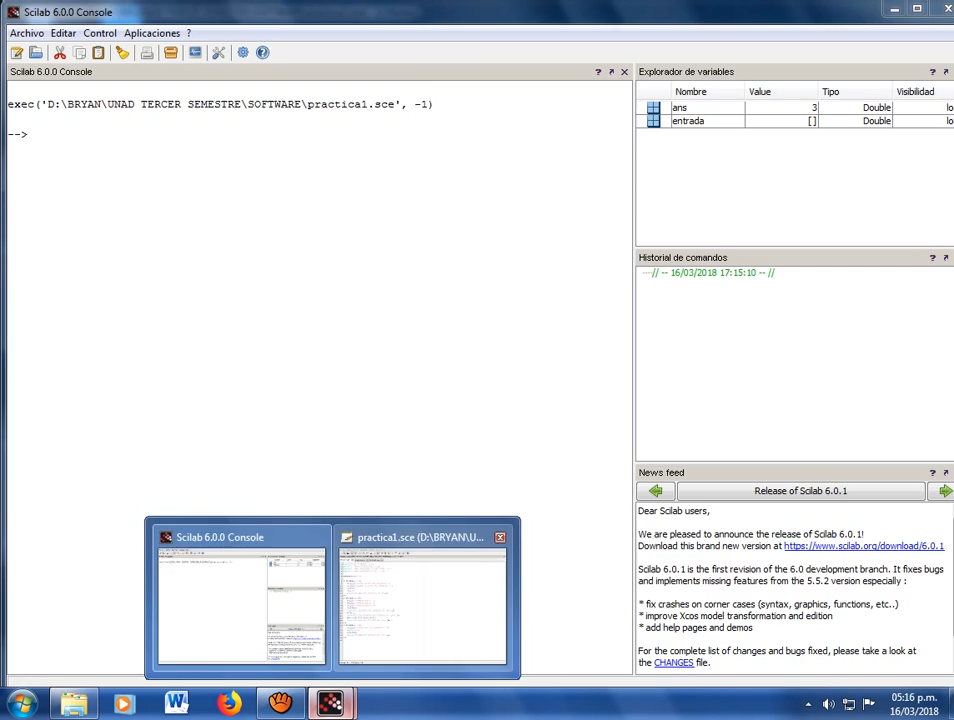 Scilab 6.0.0 Console
Archivo Editar Control Aplicaciones ?
Scilab 6.0.0 Console
exec('D:\BRYAN\UNAD TERCER SEMESTRE\SOFTWARE\practica1.sce', -1)
-->
Explorador de variables
Nombre Value Tipo Visibilidad
ans 3 Double lo
entrada [] Double lo
Historial de comandos
// -- 16/03/2018 17:15:10 -- //
News feed
Release of Scilab 6.0.1
Dear Scilab users,
We are pleased to announce the release of Scilab 6.0.1!
Download this brand new version at https://www.scilab.org/download/6.0.1
Scilab 6.0.1 is the first revision of the 6.0 development branch. It fixes bugs
and implements missing features from the 5.5.2 version especially :
* fix crashes on corner cases (syntax, graphics, functions, etc..)
* improve Xcos model transformation and edition
* add help pages and demos
For the complete list of changes and bugs fixed, please take a look at
the CHANGES file.
Scilab 6.0.0 Console
practica1.sce (D:\BRYAN\U...
05:16 p.m.
16/03/2018